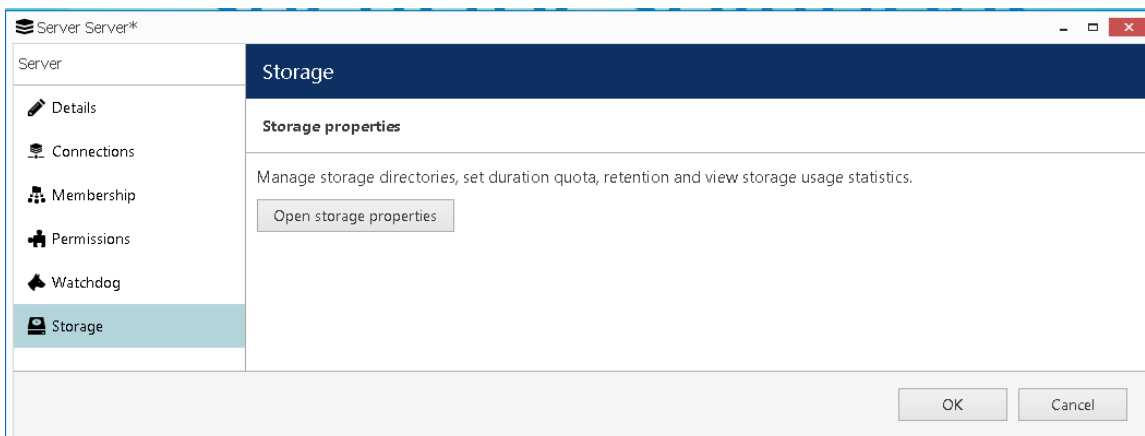 Server Server*
Server
Details
Connections
Membership
Permissions
Watchdog
Storage
Storage
Storage properties
Manage storage directories, set duration quota, retention and view storage usage statistics.
Open storage properties
OK
Cancel